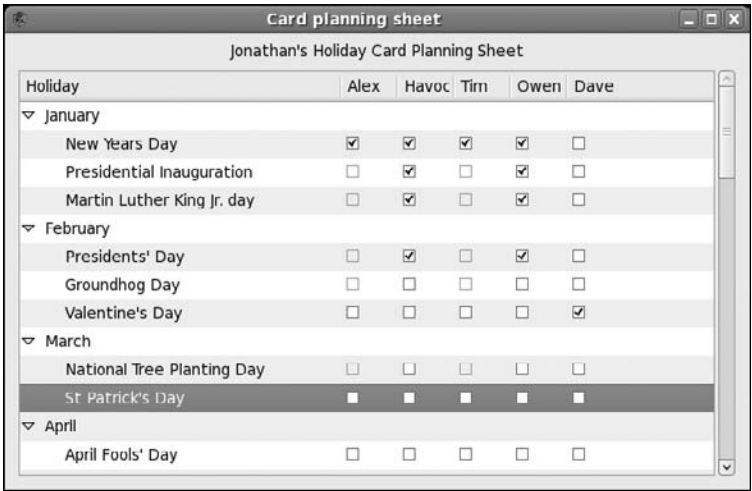 Card planning sheet
Jonathan's Holiday Card Planning Sheet
Holiday Alex Havoc Tim Owen Dave
January
New Years Day
Presidential Inauguration
Martin Luther King Jr. day
February
Presidents' Day
Groundhog Day
Valentine's Day
March
National Tree Planting Day
St Patrick's Day
April
April Fools' Day